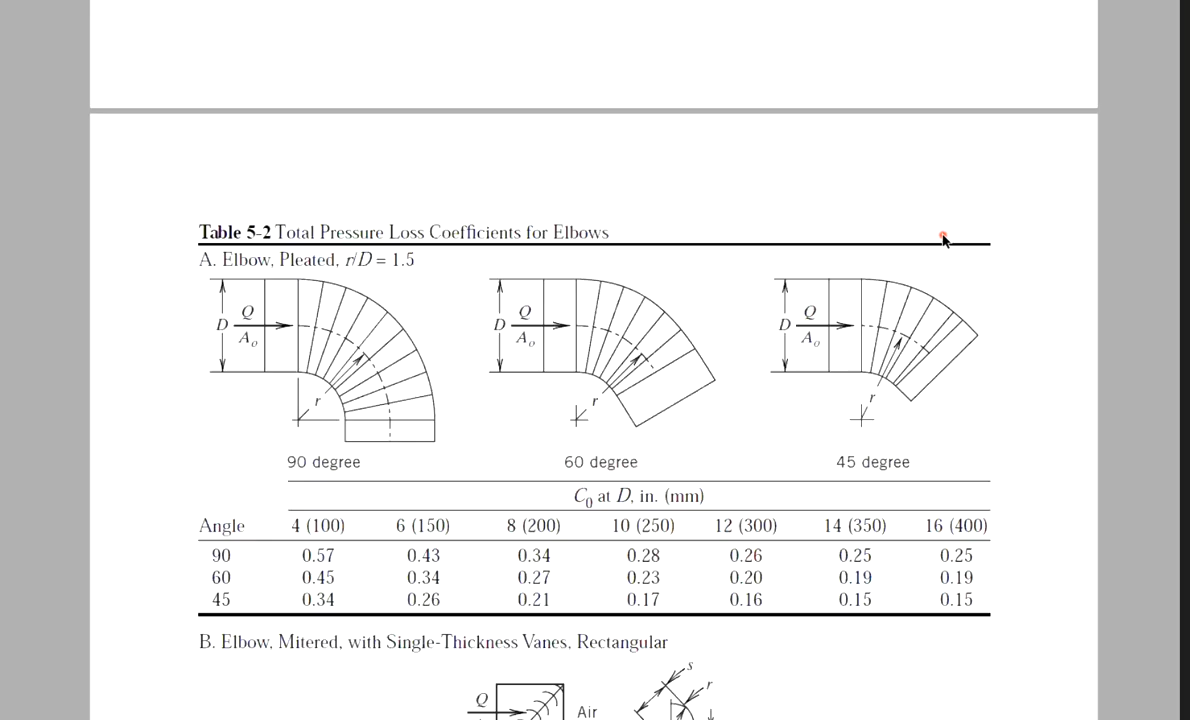 Table 5-2 Total Pressure Loss Coefficients for Elbows
A. Elbow, Pleated, r/D = 1.5
D Q Ao r
D Q Ao r
D Q Ao r
90 degree 60 degree 45 degree
C0 at D, in. (mm)
Angle 4 (100) 6 (150) 8 (200) 10 (250) 12 (300) 14 (350) 16 (400)
90 0.57 0.43 0.34 0.28 0.26 0.25 0.25
60 0.45 0.34 0.27 0.23 0.20 0.19 0.19
45 0.34 0.26 0.21 0.17 0.16 0.15 0.15
B. Elbow, Mitered, with Single-Thickness Vanes, Rectangular
s
r
Q
Air